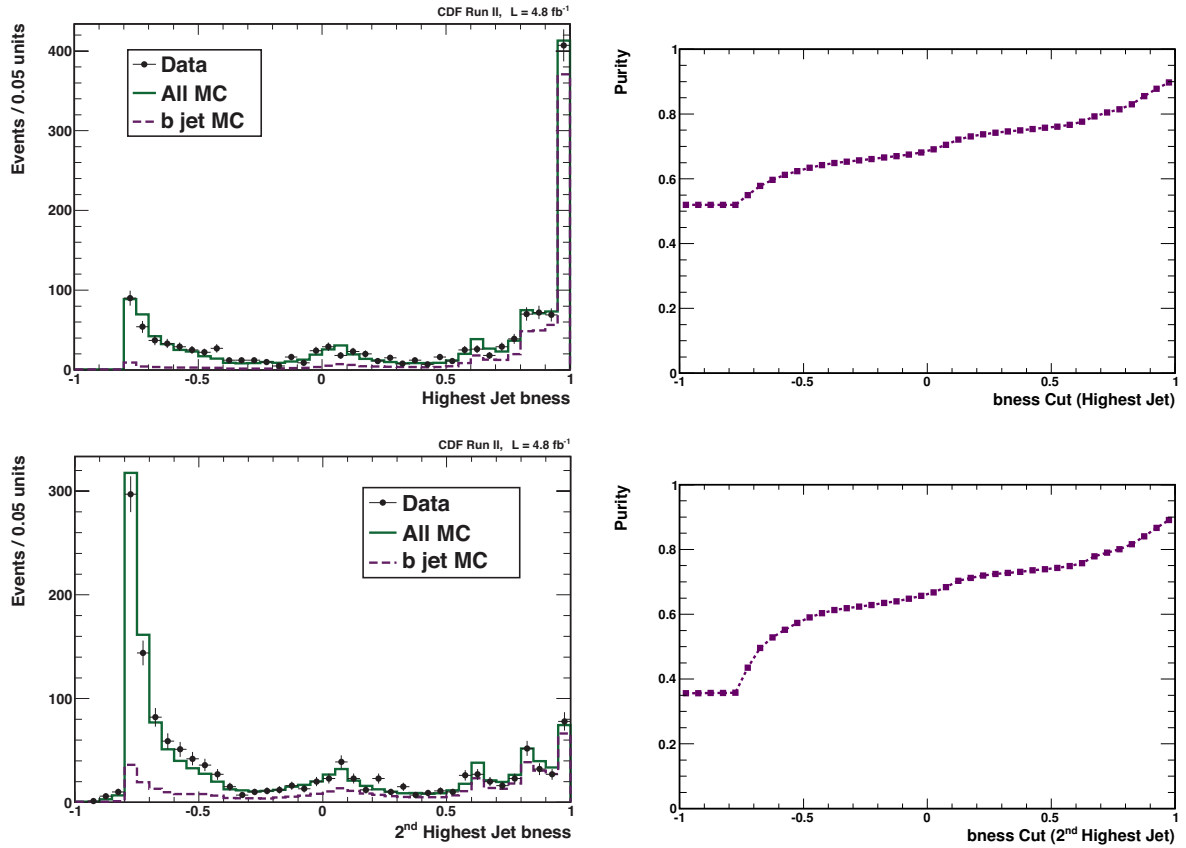 CDF Run II, L = 4.8 fb⁻¹
Events / 0.05 units
400
300
200
100
0
Data
All MC
b jet MC
-1
-0.5
0
0.5
1
Highest Jet bness
Purity
1
0.8
0.6
0.4
0.2
0
-1
-0.5
0
0.5
1
bness Cut (Highest Jet)
CDF Run II, L = 4.8 fb⁻¹
Events / 0.05 units
300
200
100
0
Data
All MC
b jet MC
-1
-0.5
0
0.5
1
2ⁿᵈ Highest Jet bness
Purity
1
0.8
0.6
0.4
0.2
0
-1
-0.5
0
0.5
1
bness Cut (2ⁿᵈ Highest Jet)